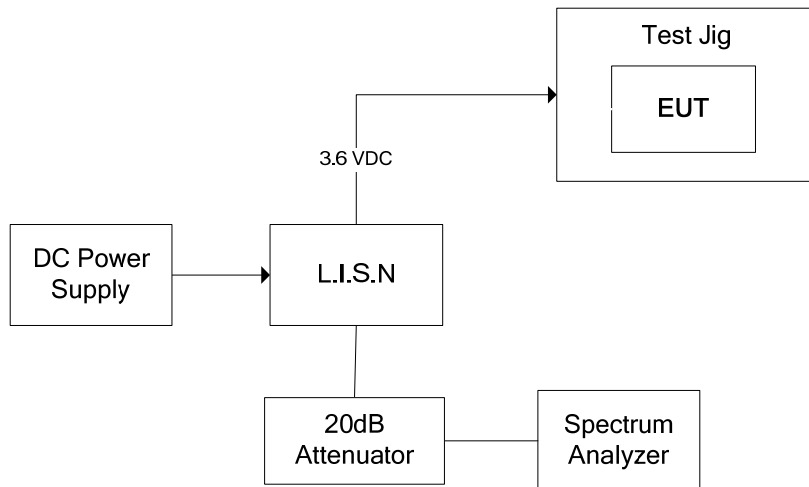 Test Jig
EUT
3.6 VDC
DC Power
Supply
L.I.S.N
20dB
Attenuator
Spectrum
Analyzer